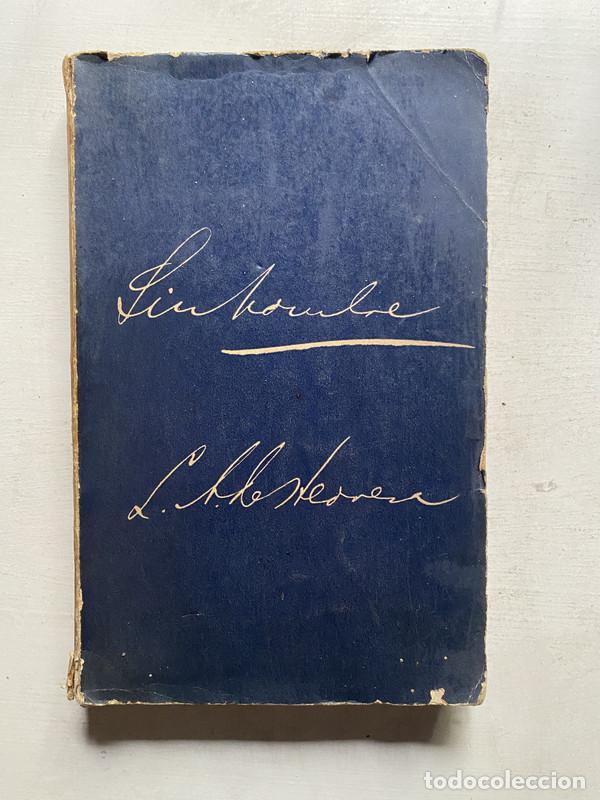 Sin nombre
L. A. de Herrera
todocoleccion